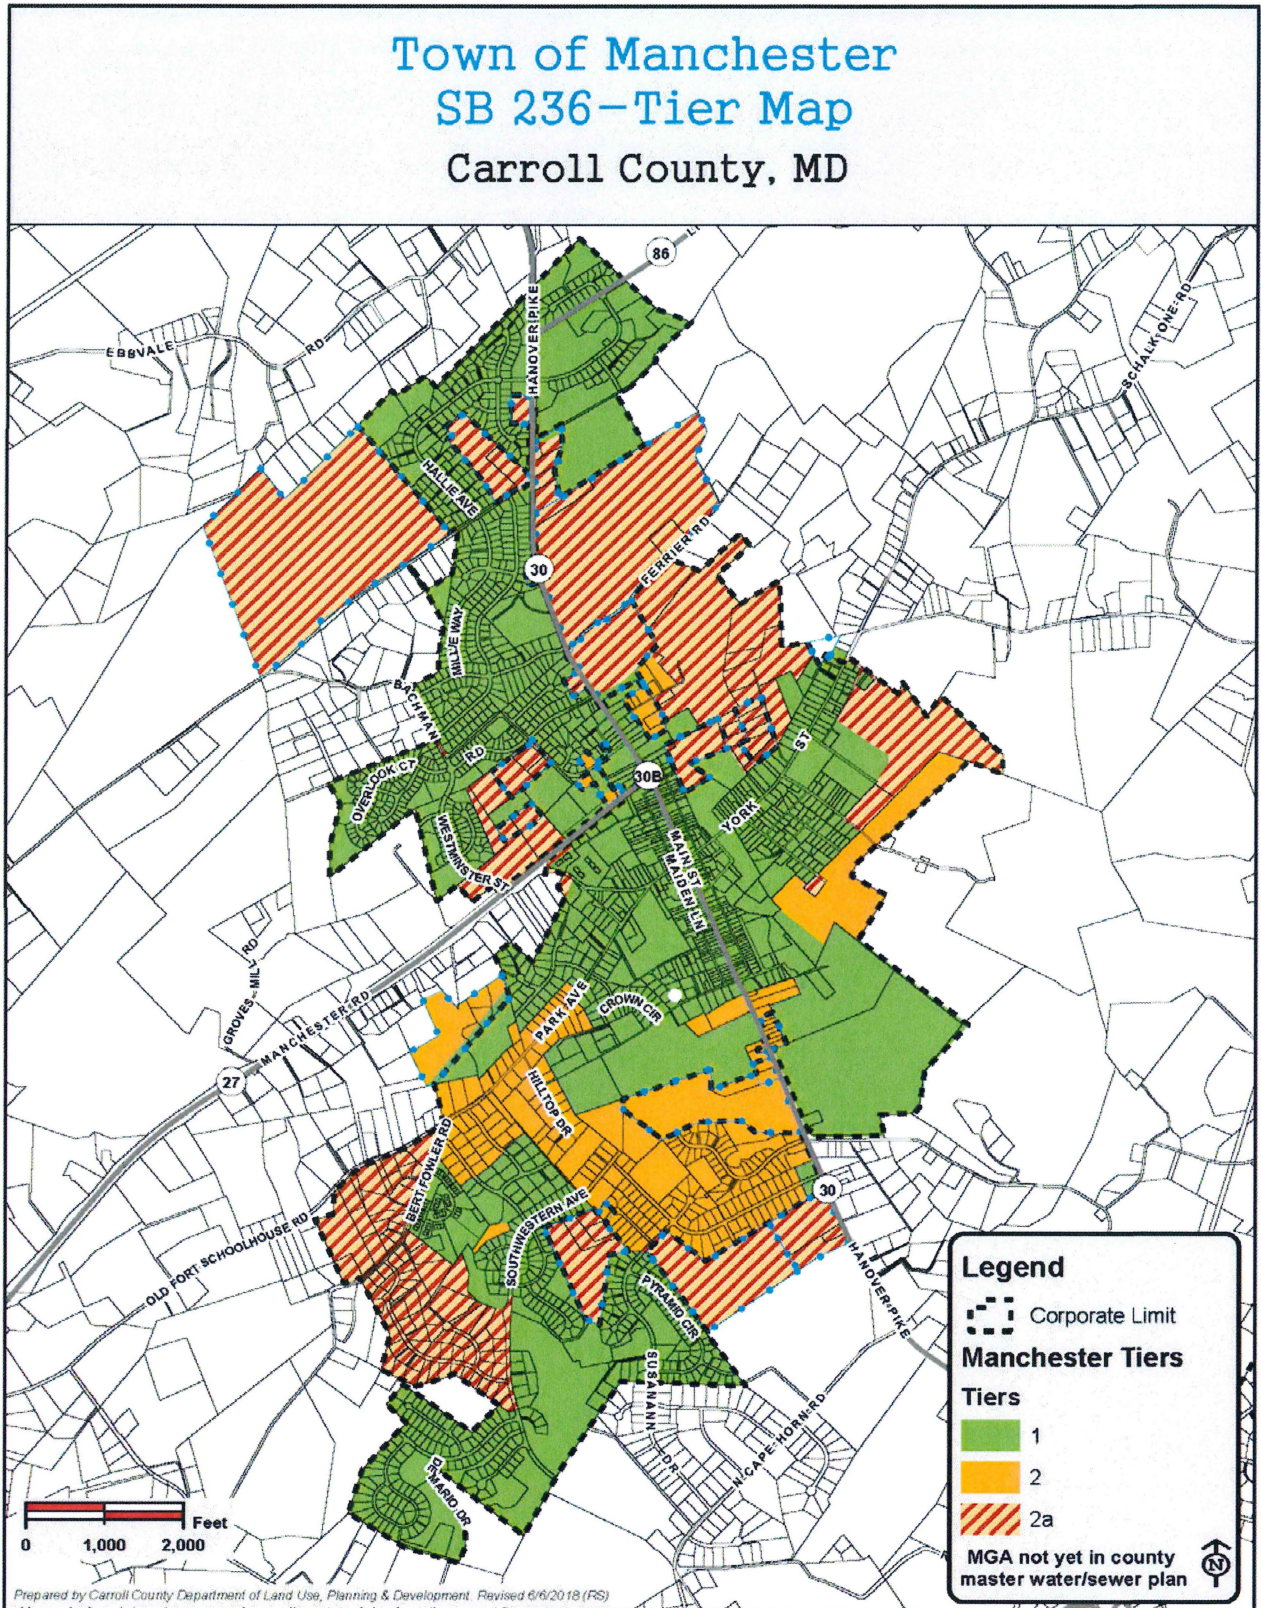 Town of Manchester
SB 236-Tier Map
Carroll County, MD
86
HANOVER PIKE
EBBVALE RD
SCHALK ONE RD
HALLIE AVE
30
FERRIER RD
MILLIE WAY
BACHMAN RD
OVERLOOK CT
30B
YORK ST
WESTMINSTER ST
MAIN ST
MAIDEN LN
GROVES MILL RD
MANCHESTER RD
PARK AVE
CROWN CIR
27
HILLTOP DR
BERT FOWLER RD
30
OLD FORT SCHOOLHOUSE RD
SOUTHWESTERN AVE
PYRAMID CIR
HANOVER PIKE
SUSANANN DR
N CAPE HORN RD
DEMARIO DR
Legend
Corporate Limit
Manchester Tiers
Tiers
1
2
2a
MGA not yet in county
master water/sewer plan
N
Feet
0 1,000 2,000
Prepared by Carroll County Department of Land Use, Planning & Development. Revised 6/6/2018 (RS)